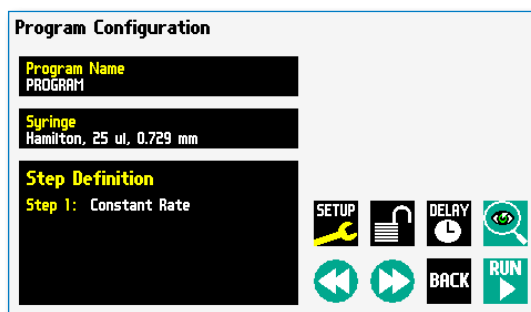 Program Configuration
Program Name
PROGRAM
Syringe
Hamilton, 25 ul, 0.729 mm
Step Definition
Step 1: Constant Rate
SETUP
DELAY
BACK
RUN